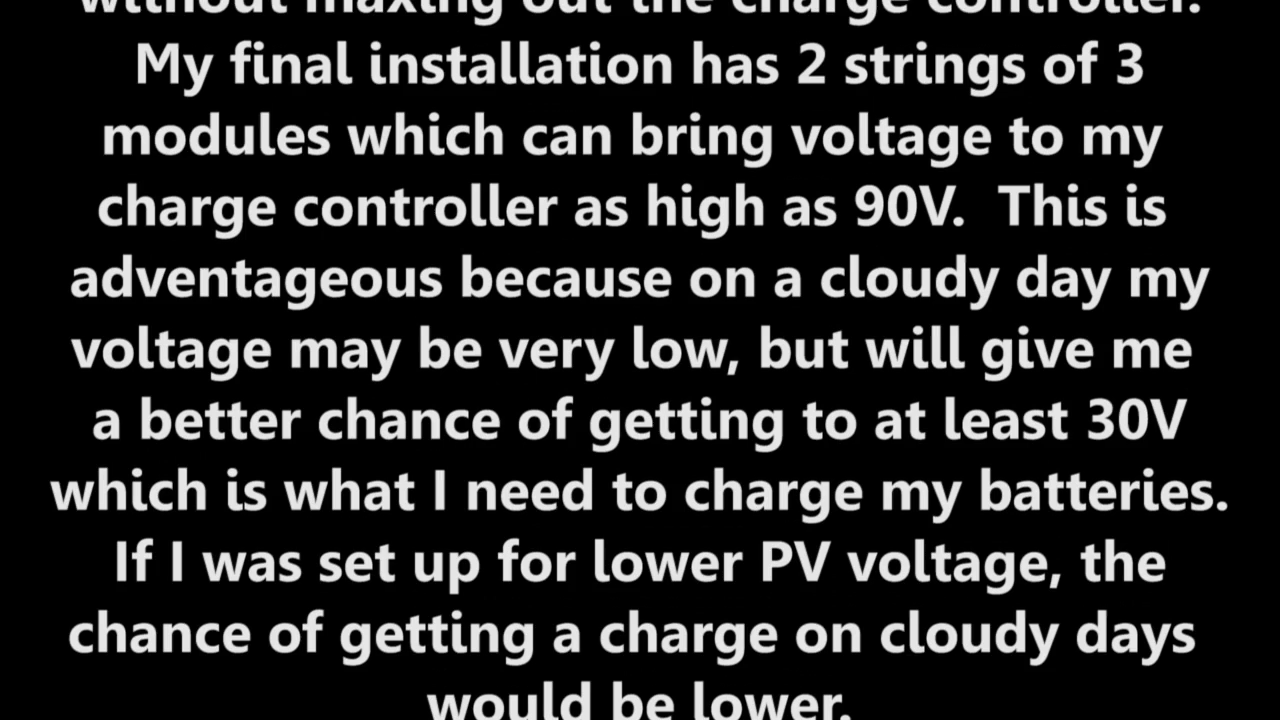 without maxing out the charge controller.
My final installation has 2 strings of 3
modules which can bring voltage to my
charge controller as high as 90V.  This is
adventageous because on a cloudy day my
voltage may be very low, but will give me
a better chance of getting to at least 30V
which is what I need to charge my batteries.
If I was set up for lower PV voltage, the
chance of getting a charge on cloudy days
would be lower.